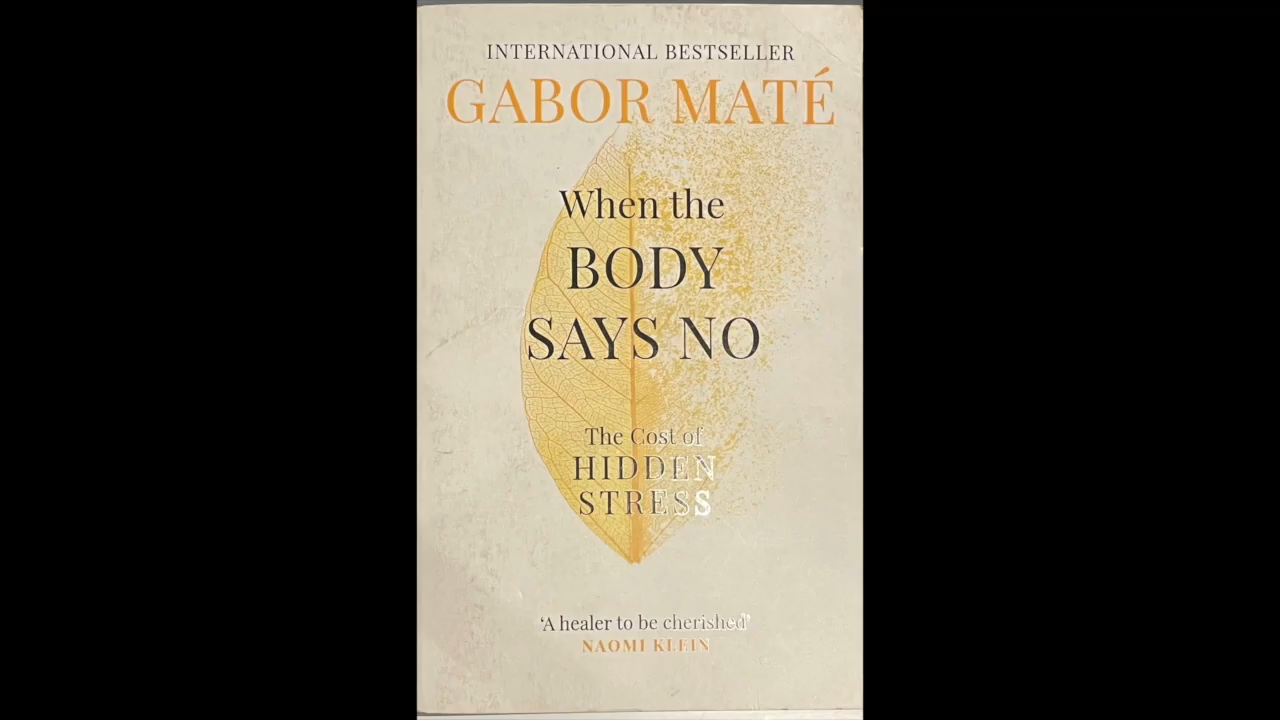 INTERNATIONAL BESTSELLER
GABOR MATÉ
When the
BODY
SAYS NO
The Cost of
HIDDEN
STRESS
‘A healer to be cherished’
NAOMI KLEIN